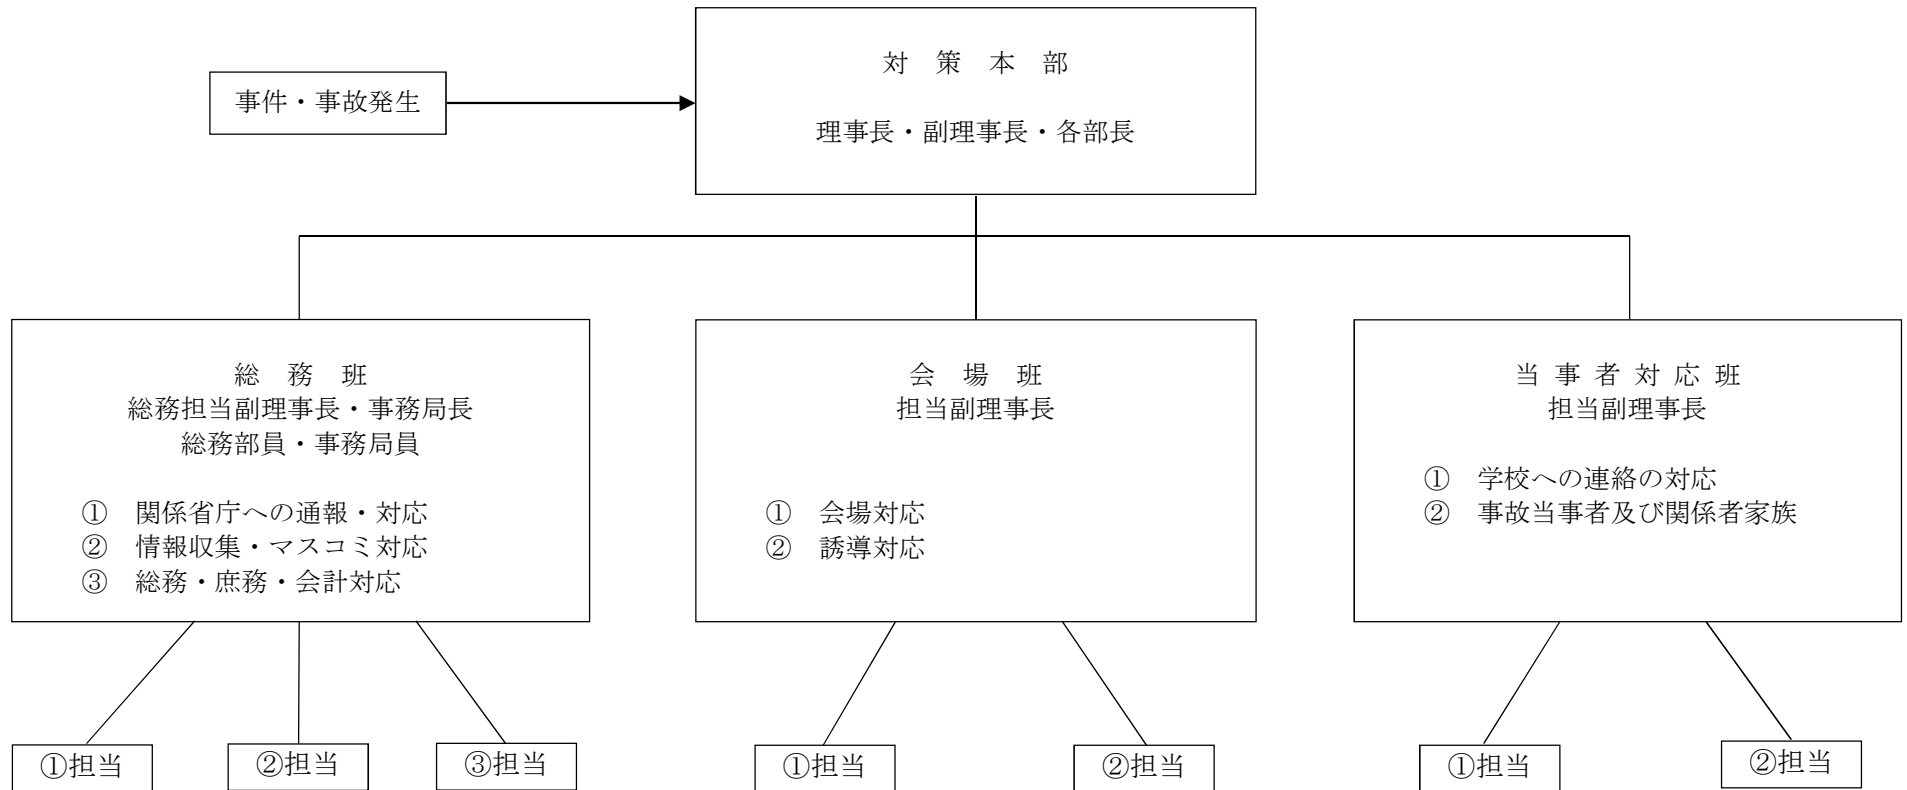 対　策　本　部
事件・事故発生
理事長・副理事長・各部長
総　務　班
総務担当副理事長・事務局長
総務部員・事務局員
①　関係省庁への通報・対応
②　情報収集・マスコミ対応
③　総務・庶務・会計対応
会　場　班
担当副理事長
①　会場対応
②　誘導対応
当 事 者 対 応 班
担当副理事長
①　学校への連絡の対応
②　事故当事者及び関係者家族
①担当
②担当
③担当
①担当
②担当
①担当
②担当